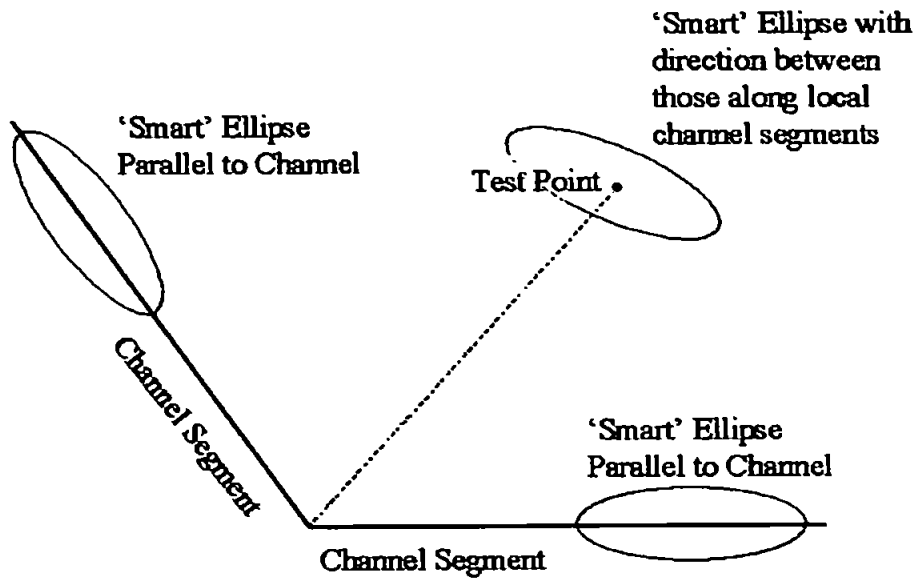 ‘Smart’ Ellipse with
direction between
those along local
channel segments
‘Smart’ Ellipse
Parallel to Channel
Test Point
Channel Segment
‘Smart’ Ellipse
Parallel to Channel
Channel Segment